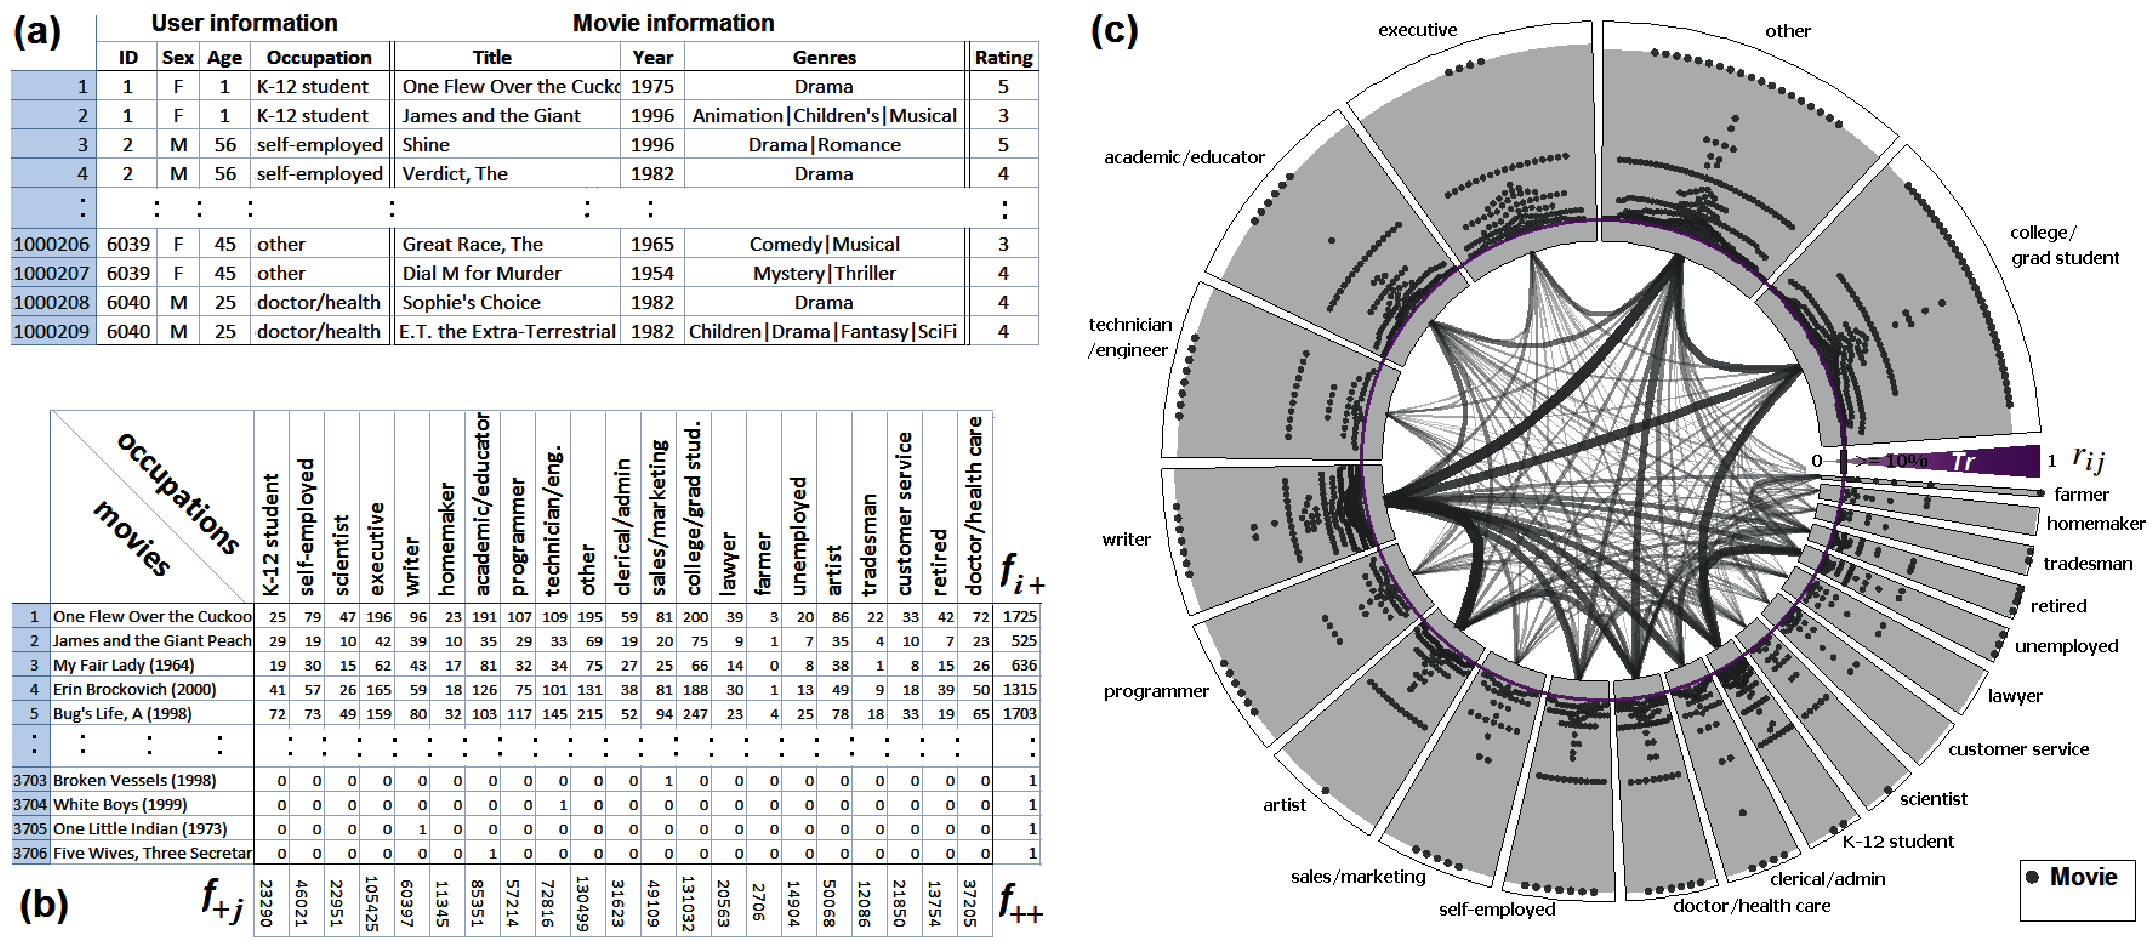 (a)
User information Movie information
ID Sex Age Occupation Title Year Genres Rating
1 1 F 1 K-12 student One Flew Over the Cucko 1975 Drama 5
2 1 F 1 K-12 student James and the Giant 1996 Animation|Children's|Musical 3
3 2 M 56 self-employed Shine 1996 Drama|Romance 5
4 2 M 56 self-employed Verdict, The 1982 Drama 4
: : : : : : : :
1000206 6039 F 45 other Great Race, The 1965 Comedy|Musical 3
1000207 6039 F 45 other Dial M for Murder 1954 Mystery|Thriller 4
1000208 6040 M 25 doctor/health Sophie's Choice 1982 Drama 4
1000209 6040 M 25 doctor/health E.T. the Extra-Terrestrial 1982 Children|Drama|Fantasy|SciFi 4
occupations
movies
K-12 student
self-employed
scientist
executive
writer
homemaker
academic/educator
programmer
technician/eng.
other
clerical/admin
sales/marketing
college/grad stud.
lawyer
farmer
unemployed
artist
tradesman
customer service
retired
doctor/health care
fi+
1 One Flew Over the Cuckoo 25 79 47 196 96 23 191 107 109 195 59 81 200 39 3 20 86 22 33 42 72 1725
2 James and the Giant Peach 29 19 10 42 39 10 35 29 33 69 19 20 75 9 1 7 35 4 10 7 23 525
3 My Fair Lady (1964) 19 30 15 62 43 17 81 32 34 75 27 25 66 14 0 8 38 1 8 15 26 636
4 Erin Brockovich (2000) 41 57 26 165 59 18 126 75 101 131 38 81 188 30 1 13 49 9 18 39 50 1315
5 Bug's Life, A (1998) 72 73 49 159 80 32 103 117 145 215 52 94 247 23 4 25 78 18 33 19 65 1703
: : : : : : : : : : : : : : : : : : : : : : : : :
3703 Broken Vessels (1998) 0 0 0 0 0 0 0 0 0 0 0 1 0 0 0 0 0 0 0 0 0 1
3704 White Boys (1999) 0 0 0 0 0 0 0 0 1 0 0 0 0 0 0 0 0 0 0 0 0 1
3705 One Little Indian (1973) 0 0 0 0 1 0 0 0 0 0 0 0 0 0 0 0 0 0 0 0 0 1
3706 Five Wives, Three Secretar 0 0 0 0 0 0 1 0 0 0 0 0 0 0 0 0 0 0 0 0 0 1
(b)
f+j 23290 46021 22951 105425 60397 11345 85351 57214 72816 130499 31623 49109 131032 20563 2706 14904 50068 12086 21850 13754 37205 f++
(c)
executive
other
academic/educator
college/
grad student
technician
/engineer
0 >= 10% Tr 1 rij
farmer
homemaker
writer
tradesman
retired
unemployed
programmer
lawyer
customer service
artist
scientist
K-12 student
sales/marketing
clerical/admin
self-employed
doctor/health care
Movie